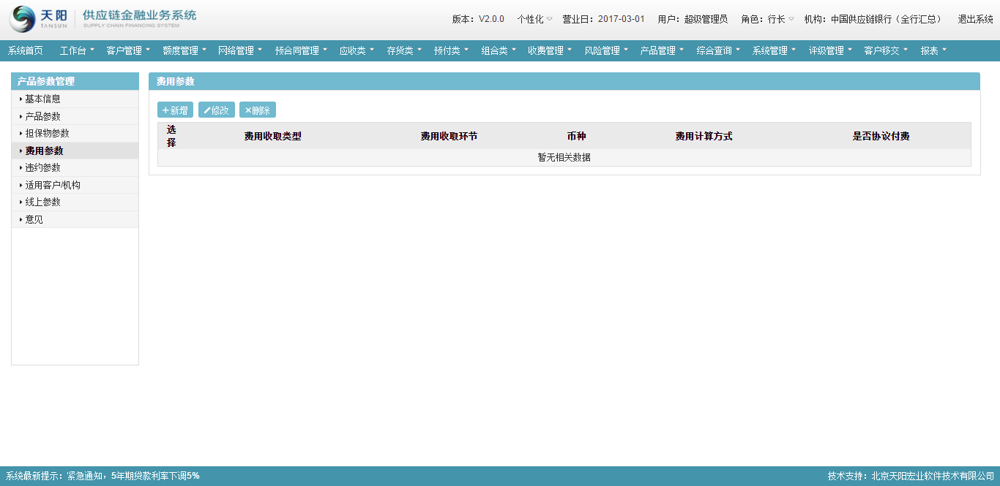 天阳 TANSUN 供应链金融业务系统 SUPPLY CHAIN FINANCING SYSTEM
版本：V2.0.0 个性化 营业日：2017-03-01 用户：超级管理员 角色：行长 机构：中国供应链银行（全行汇总） 退出系统
系统首页 工作台 客户管理 额度管理 网络管理 预合同管理 应收类 存货类 预付类 组合类 收费管理 风险管理 产品管理 综合查询 系统管理 评级管理 客户移交 报表
产品参数管理
基本信息
产品参数
担保物参数
费用参数
违约参数
适用客户/机构
线上参数
意见
费用参数
新增 修改 删除
选择 费用收取类型 费用收取环节 币种 费用计算方式 是否协议付费
暂无相关数据
系统最新提示：紧急通知，5年期贷款利率下调5% 技术支持：北京天阳宏业软件技术有限公司